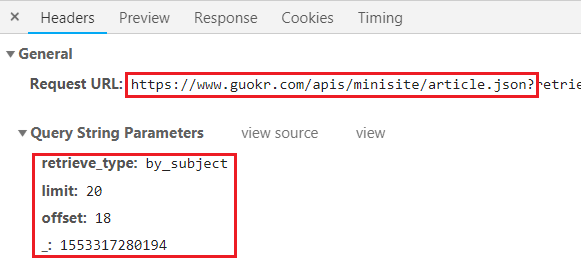 × Headers Preview Response Cookies Timing
▼ General
Request URL: https://www.guokr.com/apis/minisite/article.json?retrie
▼ Query String Parameters view source view
retrieve_type: by_subject
limit: 20
offset: 18
_: 1553317280194